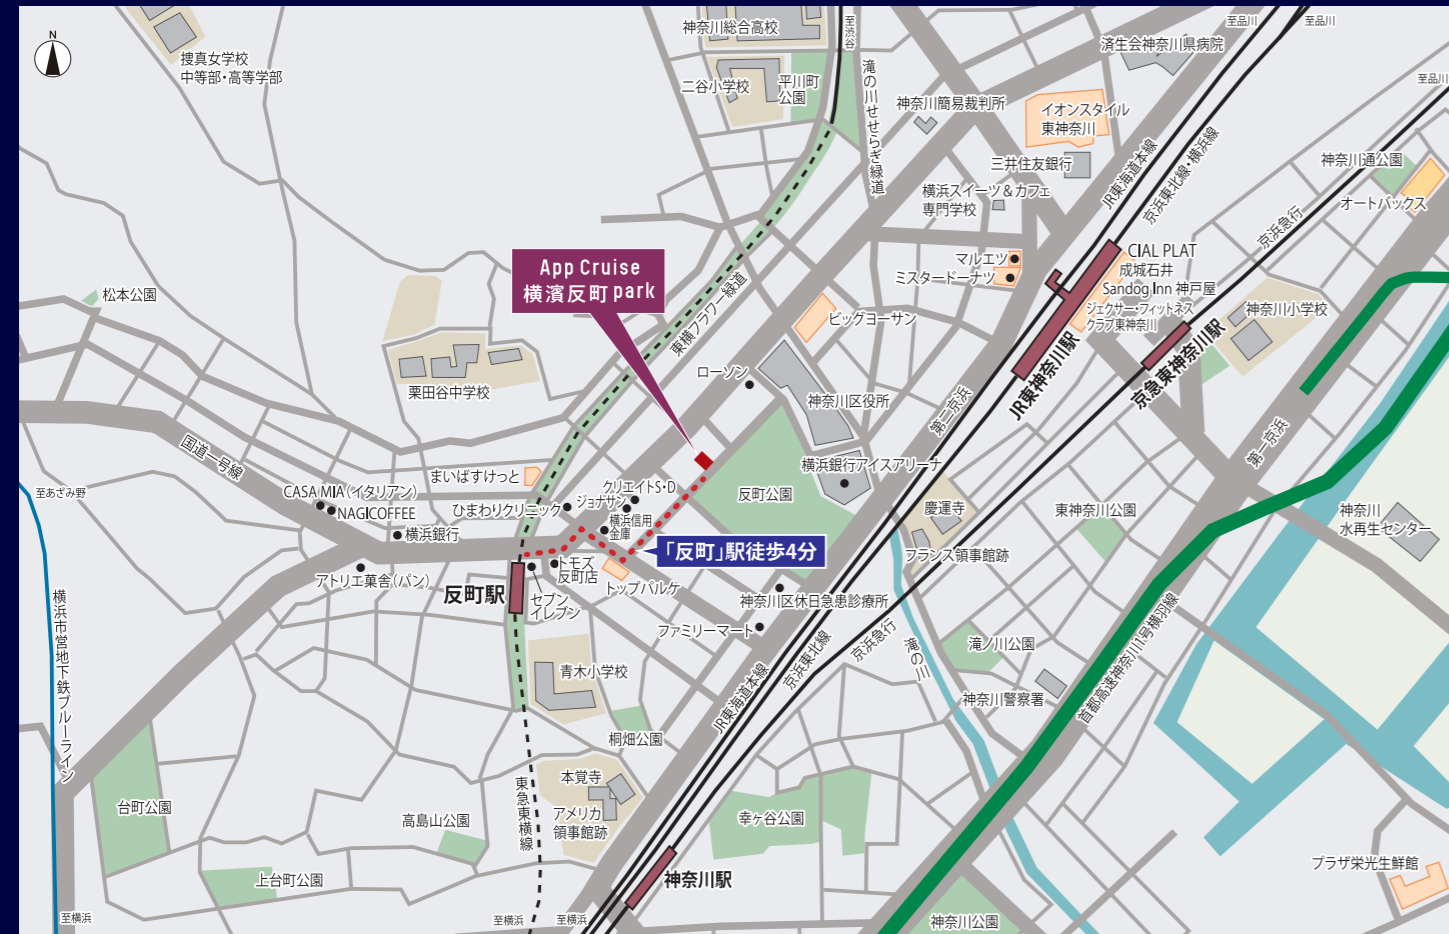 N
捜真女学校
中等部・高等学部
神奈川総合高校
二谷小学校
平川町
公園
至渋谷
滝の川せせらぎ緑道
神奈川簡易裁判所
済生会神奈川県病院
至品川
至品川
至品川
イオンスタイル
東神奈川
三井住友銀行
横浜スイーツ&カフェ
専門学校
JR東海道本線
京浜東北線・横浜線
神奈川通公園
オートバックス
京浜急行
マルエツ
ミスタードーナツ
CIAL PLAT
成城石井
Sandog Inn 神戸屋
ジェクサー・フィットネス
クラブ東神奈川
神奈川小学校
App Cruise
横濱反町 park
東横フラワー緑道
松本公園
栗田谷中学校
ビッグヨーサン
ローソン
神奈川区役所
JR東神奈川駅
京急東神奈川駅
第二京浜
第一京浜
国道一号線
至あざみ野
CASA MIA(イタリアン)
NAGICOFFEE
横浜銀行
アトリエ菓舎(パン)
まいばすけっと
ひまわりクリニック
クリエイトS・D
ジョナサン
横浜信用
金庫
反町公園
横浜銀行アイスアリーナ
慶運寺
フランス領事館跡
東神奈川公園
神奈川
水再生センター
「反町」駅徒歩4分
トモズ
反町店
トップパルケ
反町駅
セブン
イレブン
神奈川区休日急患診療所
ファミリーマート
横浜市営地下鉄ブルーライン
青木小学校
桐畑公園
JR東海道本線
京浜東北線
京浜急行
滝の川
滝ノ川公園
神奈川警察署
首都高速神奈川1号横羽線
本覚寺
アメリカ
領事館跡
東急東横線
台町公園
高島山公園
上台町公園
幸ヶ谷公園
神奈川駅
神奈川公園
プラザ栄光生鮮館
至横浜
至横浜
至横浜